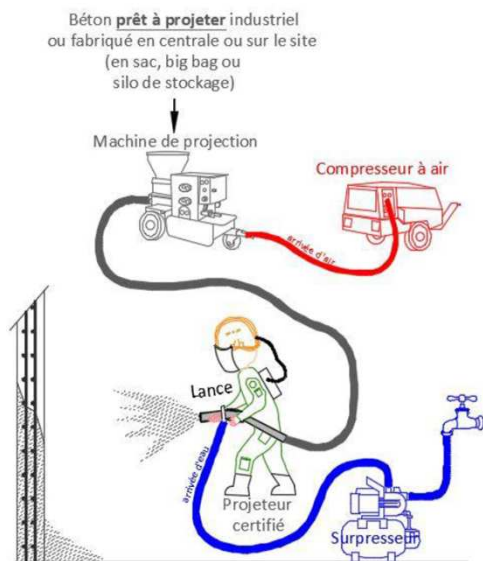 Béton prêt à projeter industriel
ou fabriqué en centrale ou sur le site
(en sac, big bag ou
silo de stockage)
Machine de projection
Compresseur à air
arrivée d'air
Lance
arrivée d'eau
Projeteur
certifié
Surpresseur